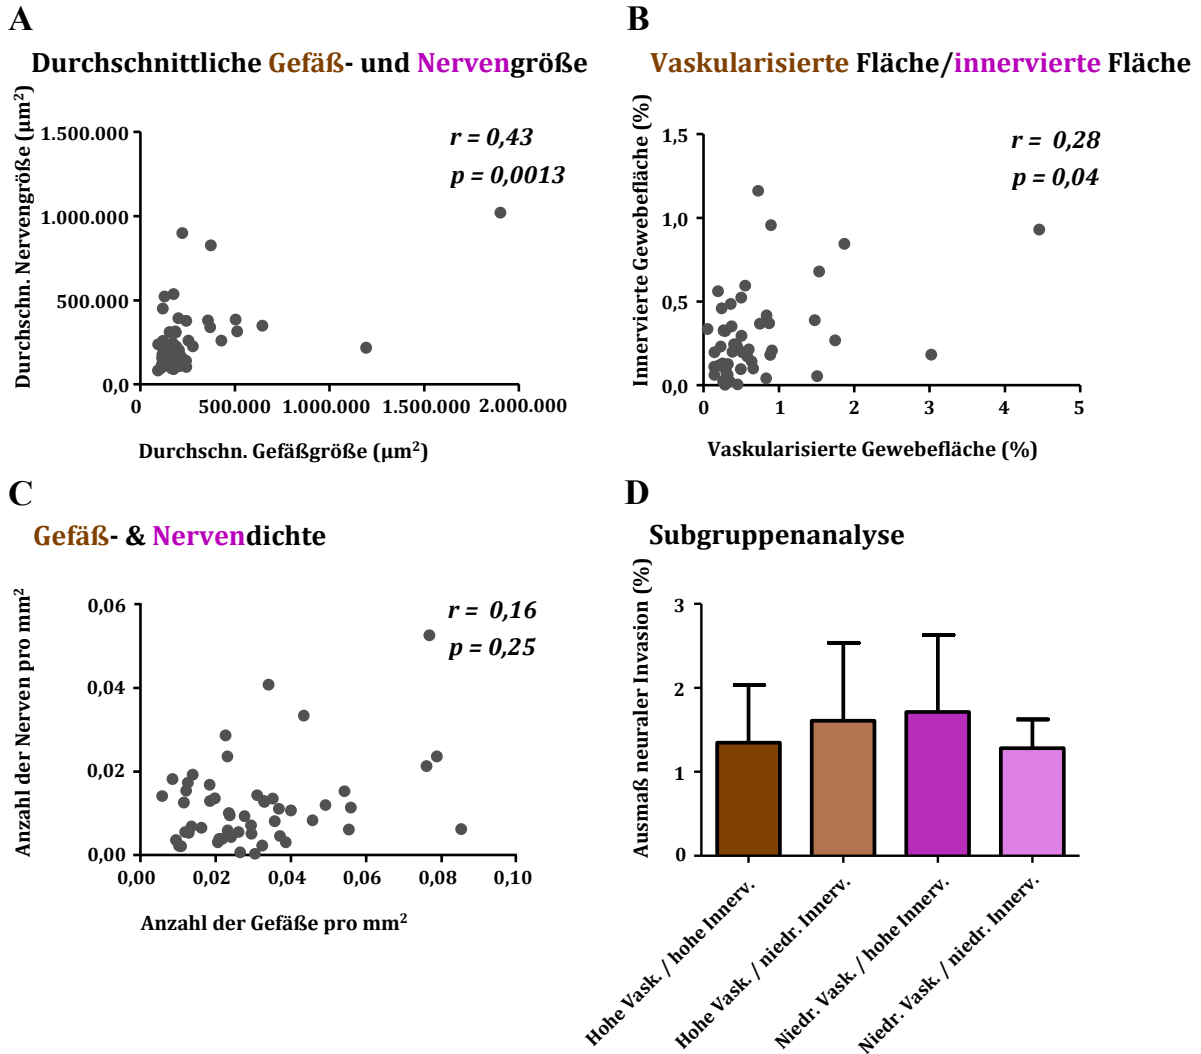 A
Durchschnittliche Gefäß- und Nervengröße
Durchschn. Nervengröße (µm²)
1.500.000
1.000.000
500.000
0,0
r = 0,43
p = 0,0013
0 500.000 1.000.000 1.500.000 2.000.000
Durchschn. Gefäßgröße (µm²)
B
Vaskularisierte Fläche/innervierte Fläche
Innervierte Gewebefläche (%)
1,5
1,0
0,5
0,0
r = 0,28
p = 0,04
0 1 2 3 4 5
Vaskularisierte Gewebefläche (%)
C
Gefäß- & Nervendichte
Anzahl der Nerven pro mm²
0,06
0,04
0,02
0,00
r = 0,16
p = 0,25
0,00 0,02 0,04 0,06 0,08 0,10
Anzahl der Gefäße pro mm²
D
Subgruppenanalyse
Ausmaß neuraler Invasion (%)
3
2
1
0
Hohe Vask. / hohe Innerv.
Hohe Vask. / niedr. Innerv.
Niedr. Vask. / hohe Innerv.
Niedr. Vask. / niedr. Innerv.